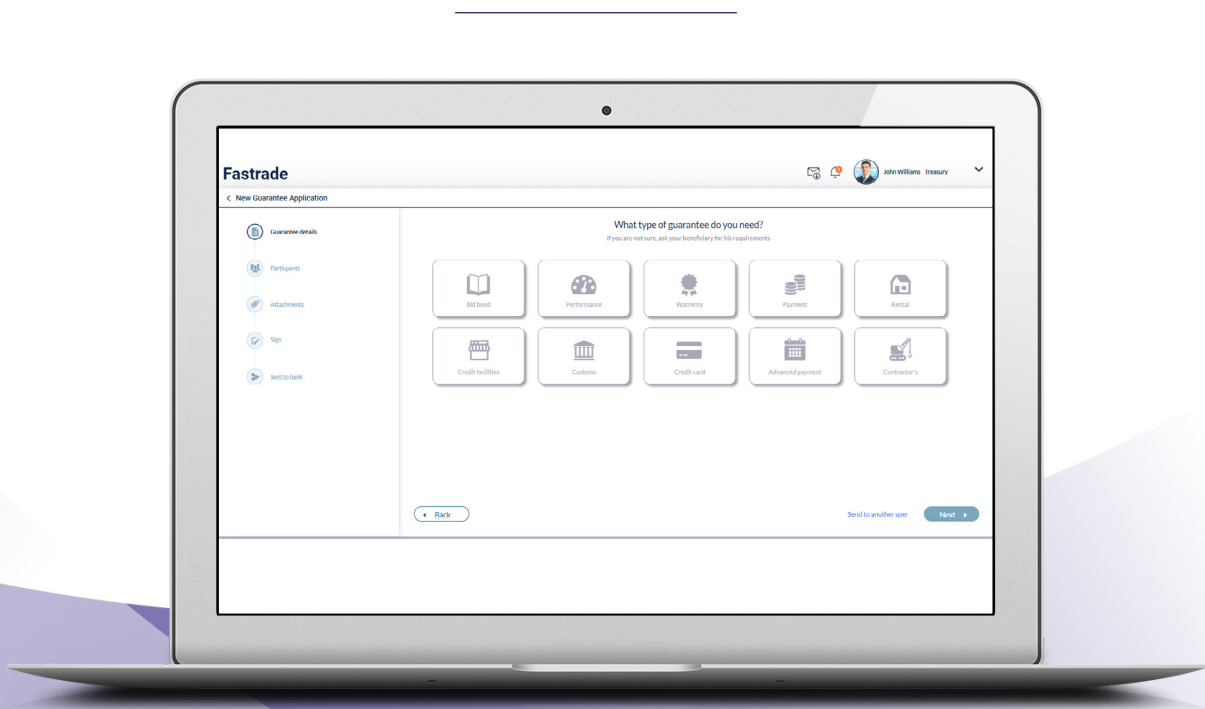 Fastrade
John Williams Treasury
New Guarantee Application
Guarantee details
Particpants
Attachments
Sign
Sent to bank
What type of guarantee do you need?
If you are not sure, ask your beneficiary for his requirements
Bid bond
Performance
Warrenty
Payment
Rental
Credit facilities
Customs
Credit card
Advanced payment
Contractor's
Back
Send to another user
Next